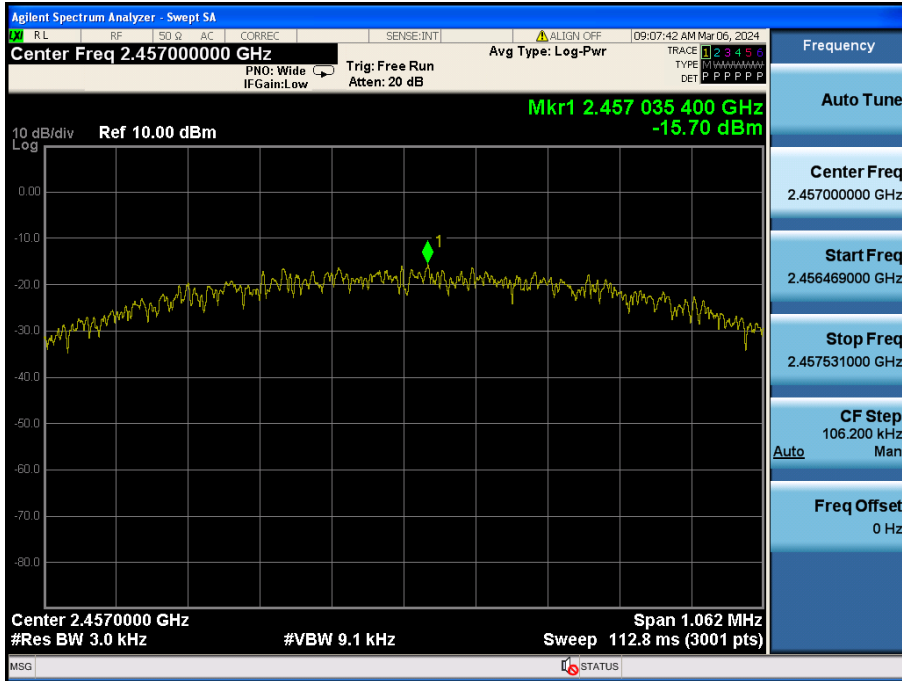 Agilent Spectrum Analyzer - Swept SA
LXI RL RF 50 Ω AC CORREC SENSE:INT ALIGN OFF 09:07:42 AM Mar 06, 2024
Center Freq 2.457000000 GHz Avg Type: Log-Pwr TRACE 1 2 3 4 5 6
PNO: Wide Trig: Free Run TYPE MWWWWW
IFGain:Low Atten: 20 dB DET P P P P P P
Mkr1 2.457 035 400 GHz
-15.70 dBm
10 dB/div Ref 10.00 dBm
Log
0.00
-10.0
1
-20.0
-30.0
-40.0
-50.0
-60.0
-70.0
-80.0
Center 2.4570000 GHz Span 1.062 MHz
#Res BW 3.0 kHz #VBW 9.1 kHz Sweep 112.8 ms (3001 pts)
MSG STATUS
Frequency
Auto Tune
Center Freq
2.457000000 GHz
Start Freq
2.456469000 GHz
Stop Freq
2.457531000 GHz
CF Step
106.200 kHz
Auto Man
Freq Offset
0 Hz